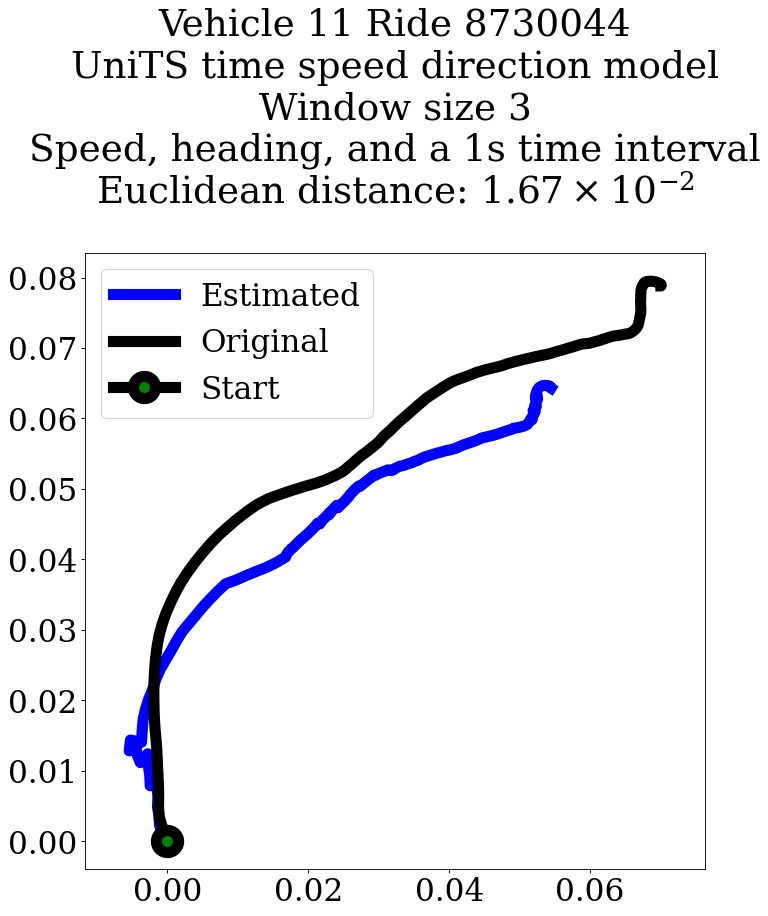 Vehicle 11 Ride 8730044
UniTS time speed direction model
Window size 3
Speed, heading, and a 1s time interval
Euclidean distance: 1.67 × 10⁻²
Estimated
Original
Start
0.08
0.07
0.06
0.05
0.04
0.03
0.02
0.01
0.00
0.00 0.02 0.04 0.06